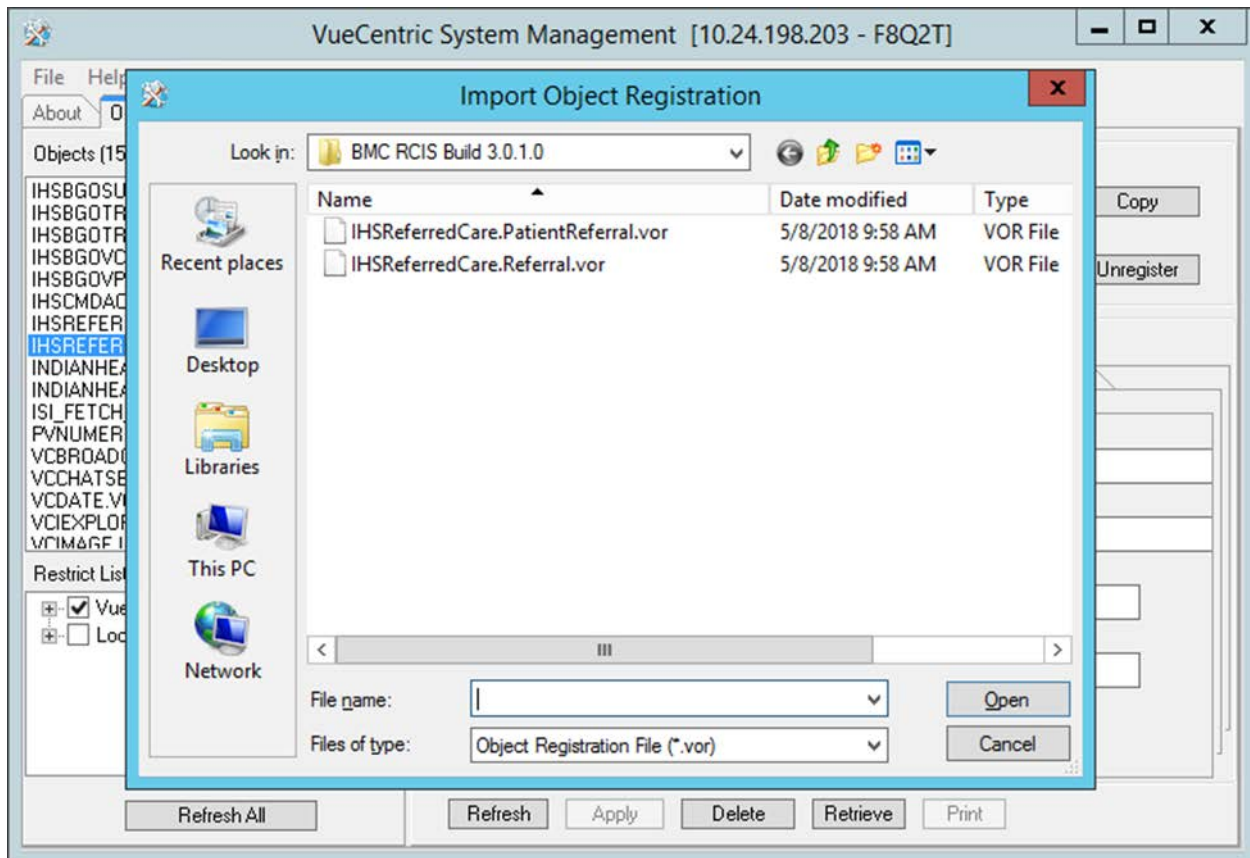 VueCentric System Management [10.24.198.203 - F8Q2T]
File Help
About
Import Object Registration
Objects (15
Look in: BMC RCIS Build 3.0.1.0
Name Date modified Type
IHSReferredCare.PatientReferral.vor 5/8/2018 9:58 AM VOR File
IHSReferredCare.Referral.vor 5/8/2018 9:58 AM VOR File
Recent places
Desktop
Libraries
This PC
Network
IHSBGOSU
IHSBGOTR
IHSBGOTR
IHSBGOVC
IHSBGOVP
IHSCMDAC
IHSREFER
IHSREFER
INDIANHEA
INDIANHEA
ISI_FETCH
PVNUMER
VCBROADC
VCCHATSE
VCDATE.V
VCIEXPLOR
VCIMAGE.
Restrict List
Vue
Loc
Copy
Unregister
File name: Open
Files of type: Object Registration File (*.vor) Cancel
Refresh All Refresh Apply Delete Retrieve Print